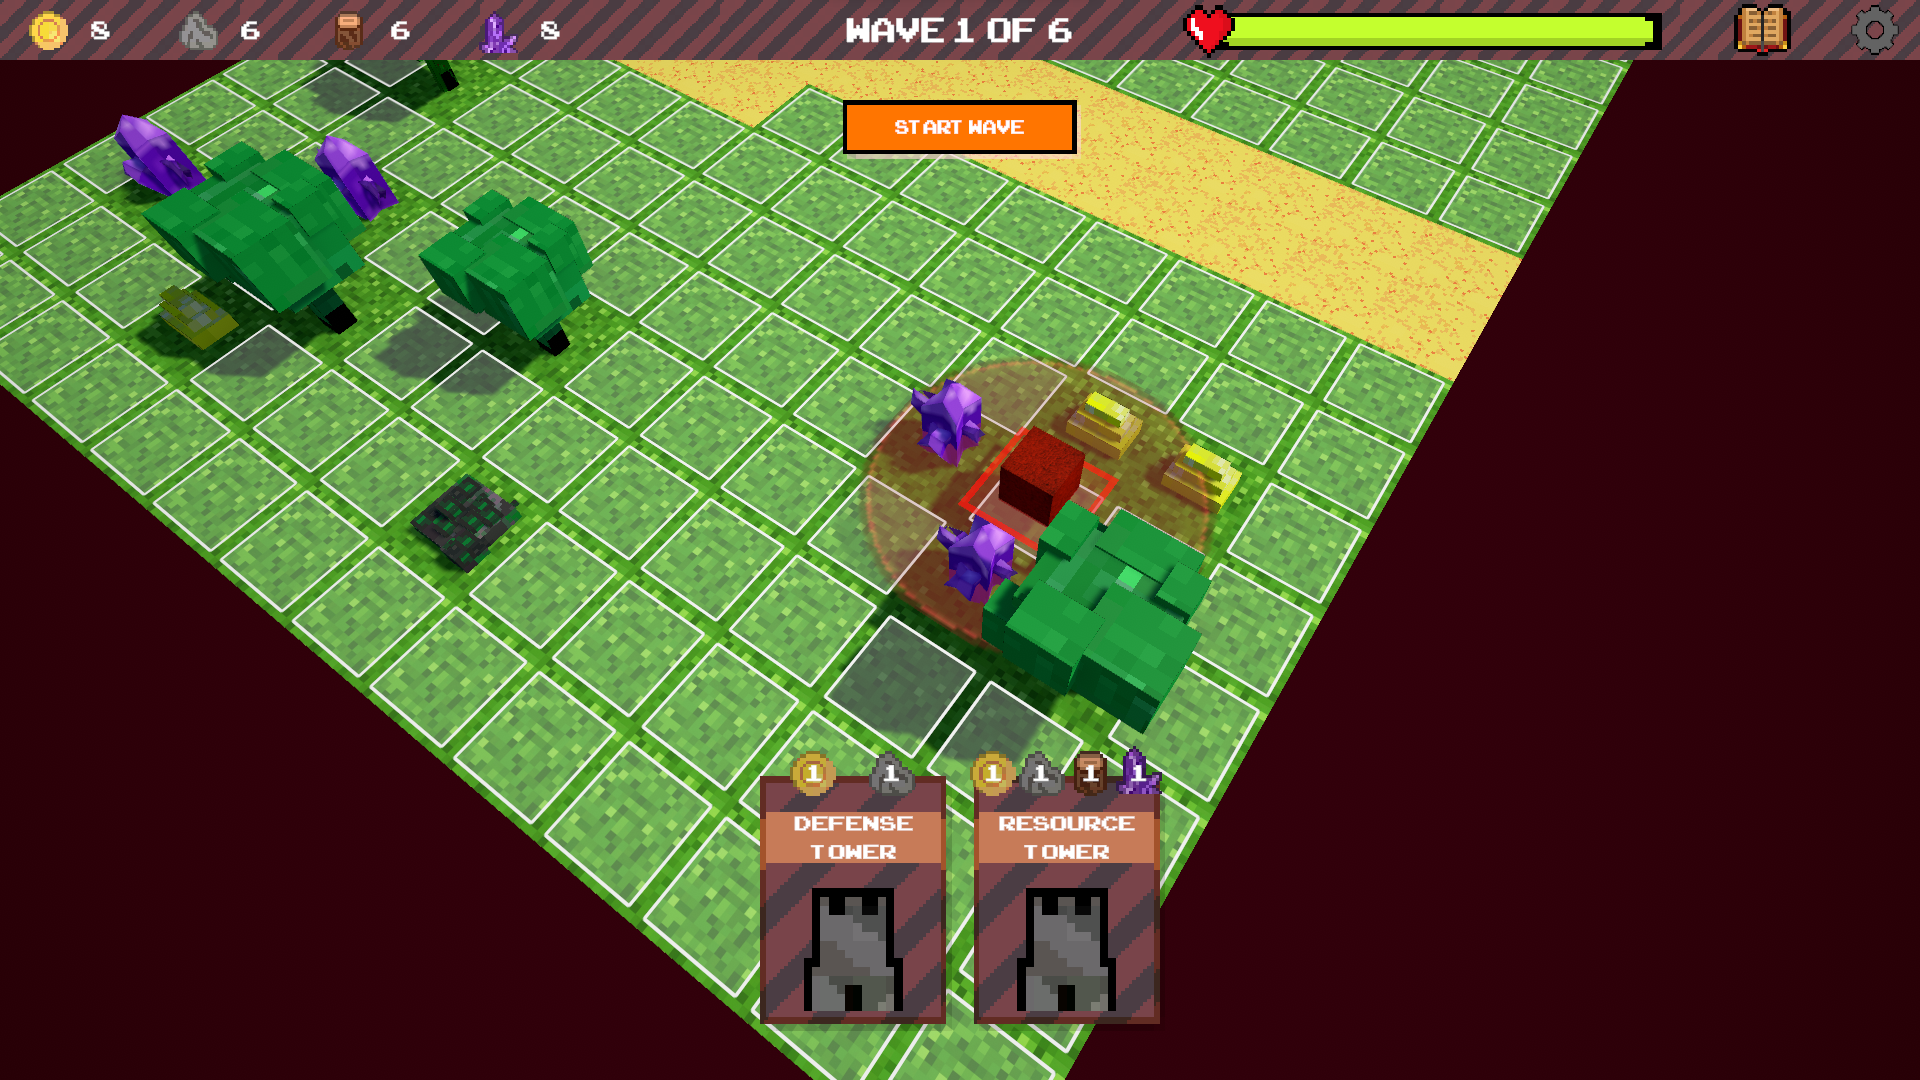 8 6 6 8 WAVE 1 OF 6
START WAVE
1 1
DEFENSE
TOWER
1 1 1 1
RESOURCE
TOWER